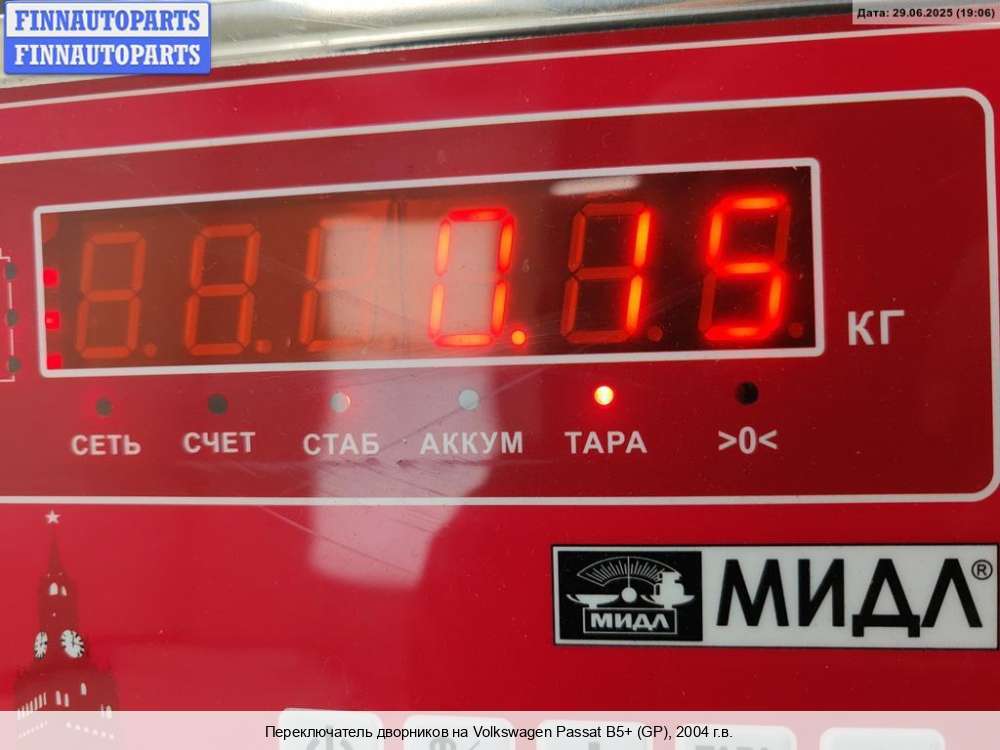 FINNAUTOPARTS
FINNAUTOPARTS
Дата: 29.06.2025 (19:06)
0.15
КГ
СЕТЬ СЧЕТ СТАБ АККУМ ТАРА >0<
МИДЛ МИДЛ®
Переключатель дворников на Volkswagen Passat B5+ (GP), 2004 г.в.